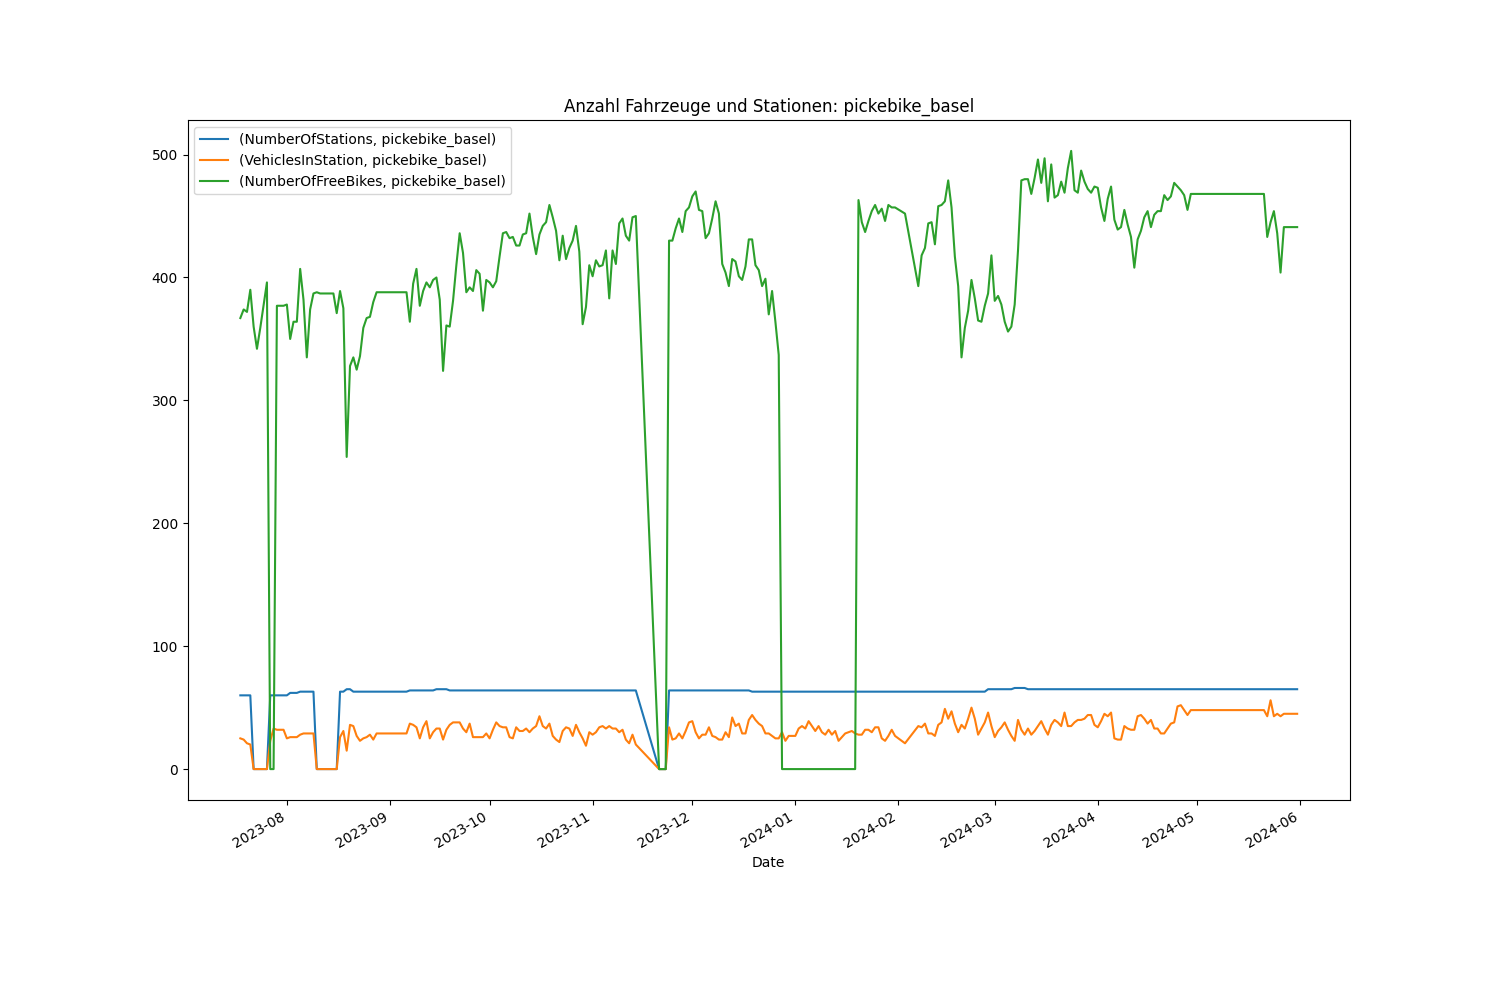 Anzahl Fahrzeuge und Stationen: pickebike_basel
(NumberOfStations, pickebike_basel)
(VehiclesInStation, pickebike_basel)
(NumberOfFreeBikes, pickebike_basel)
500
400
300
200
100
0
2023-08 2023-09 2023-10 2023-11 2023-12 2024-01 2024-02 2024-03 2024-04 2024-05 2024-06
Date